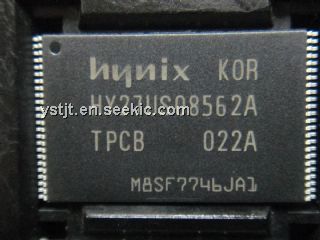 hynix KOR
HY27US08562A
ystjt.en.seekic.com
TPCB 022A
M8SF7746JA1